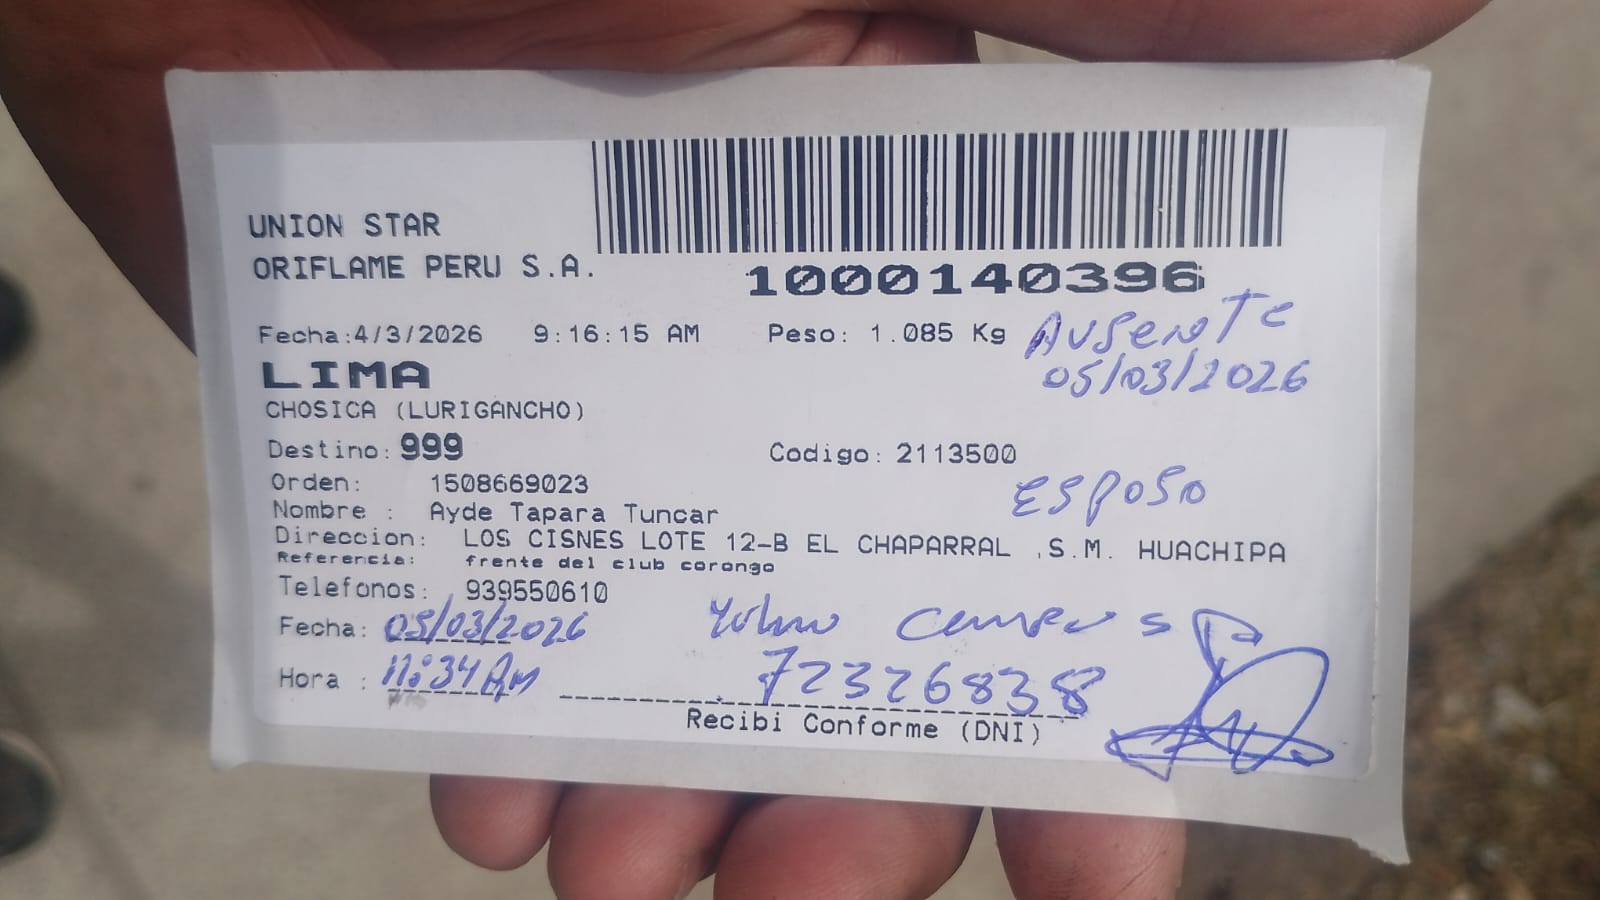 UNION STAR
ORIFLAME PERU S.A.
1000140396
Fecha:4/3/2026 9:16:15 AM Peso: 1.085 Kg
AUSENTE
05/03/2026
LIMA
CHOSICA (LURIGANCHO)
Destino: 999 Codigo: 2113500
Orden: 1508669023
ESPOSO
Nombre : Ayde Tapara Tuncar
Direccion: LOS CISNES LOTE 12-B EL CHAPARRAL ,S.M. HUACHIPA
Referencia: frente del club corongo
Telefonos: 939550610
Fecha: 05/03/2026 Campos
Hora : 11:34 Am 72326838
Recibi Conforme (DNI)